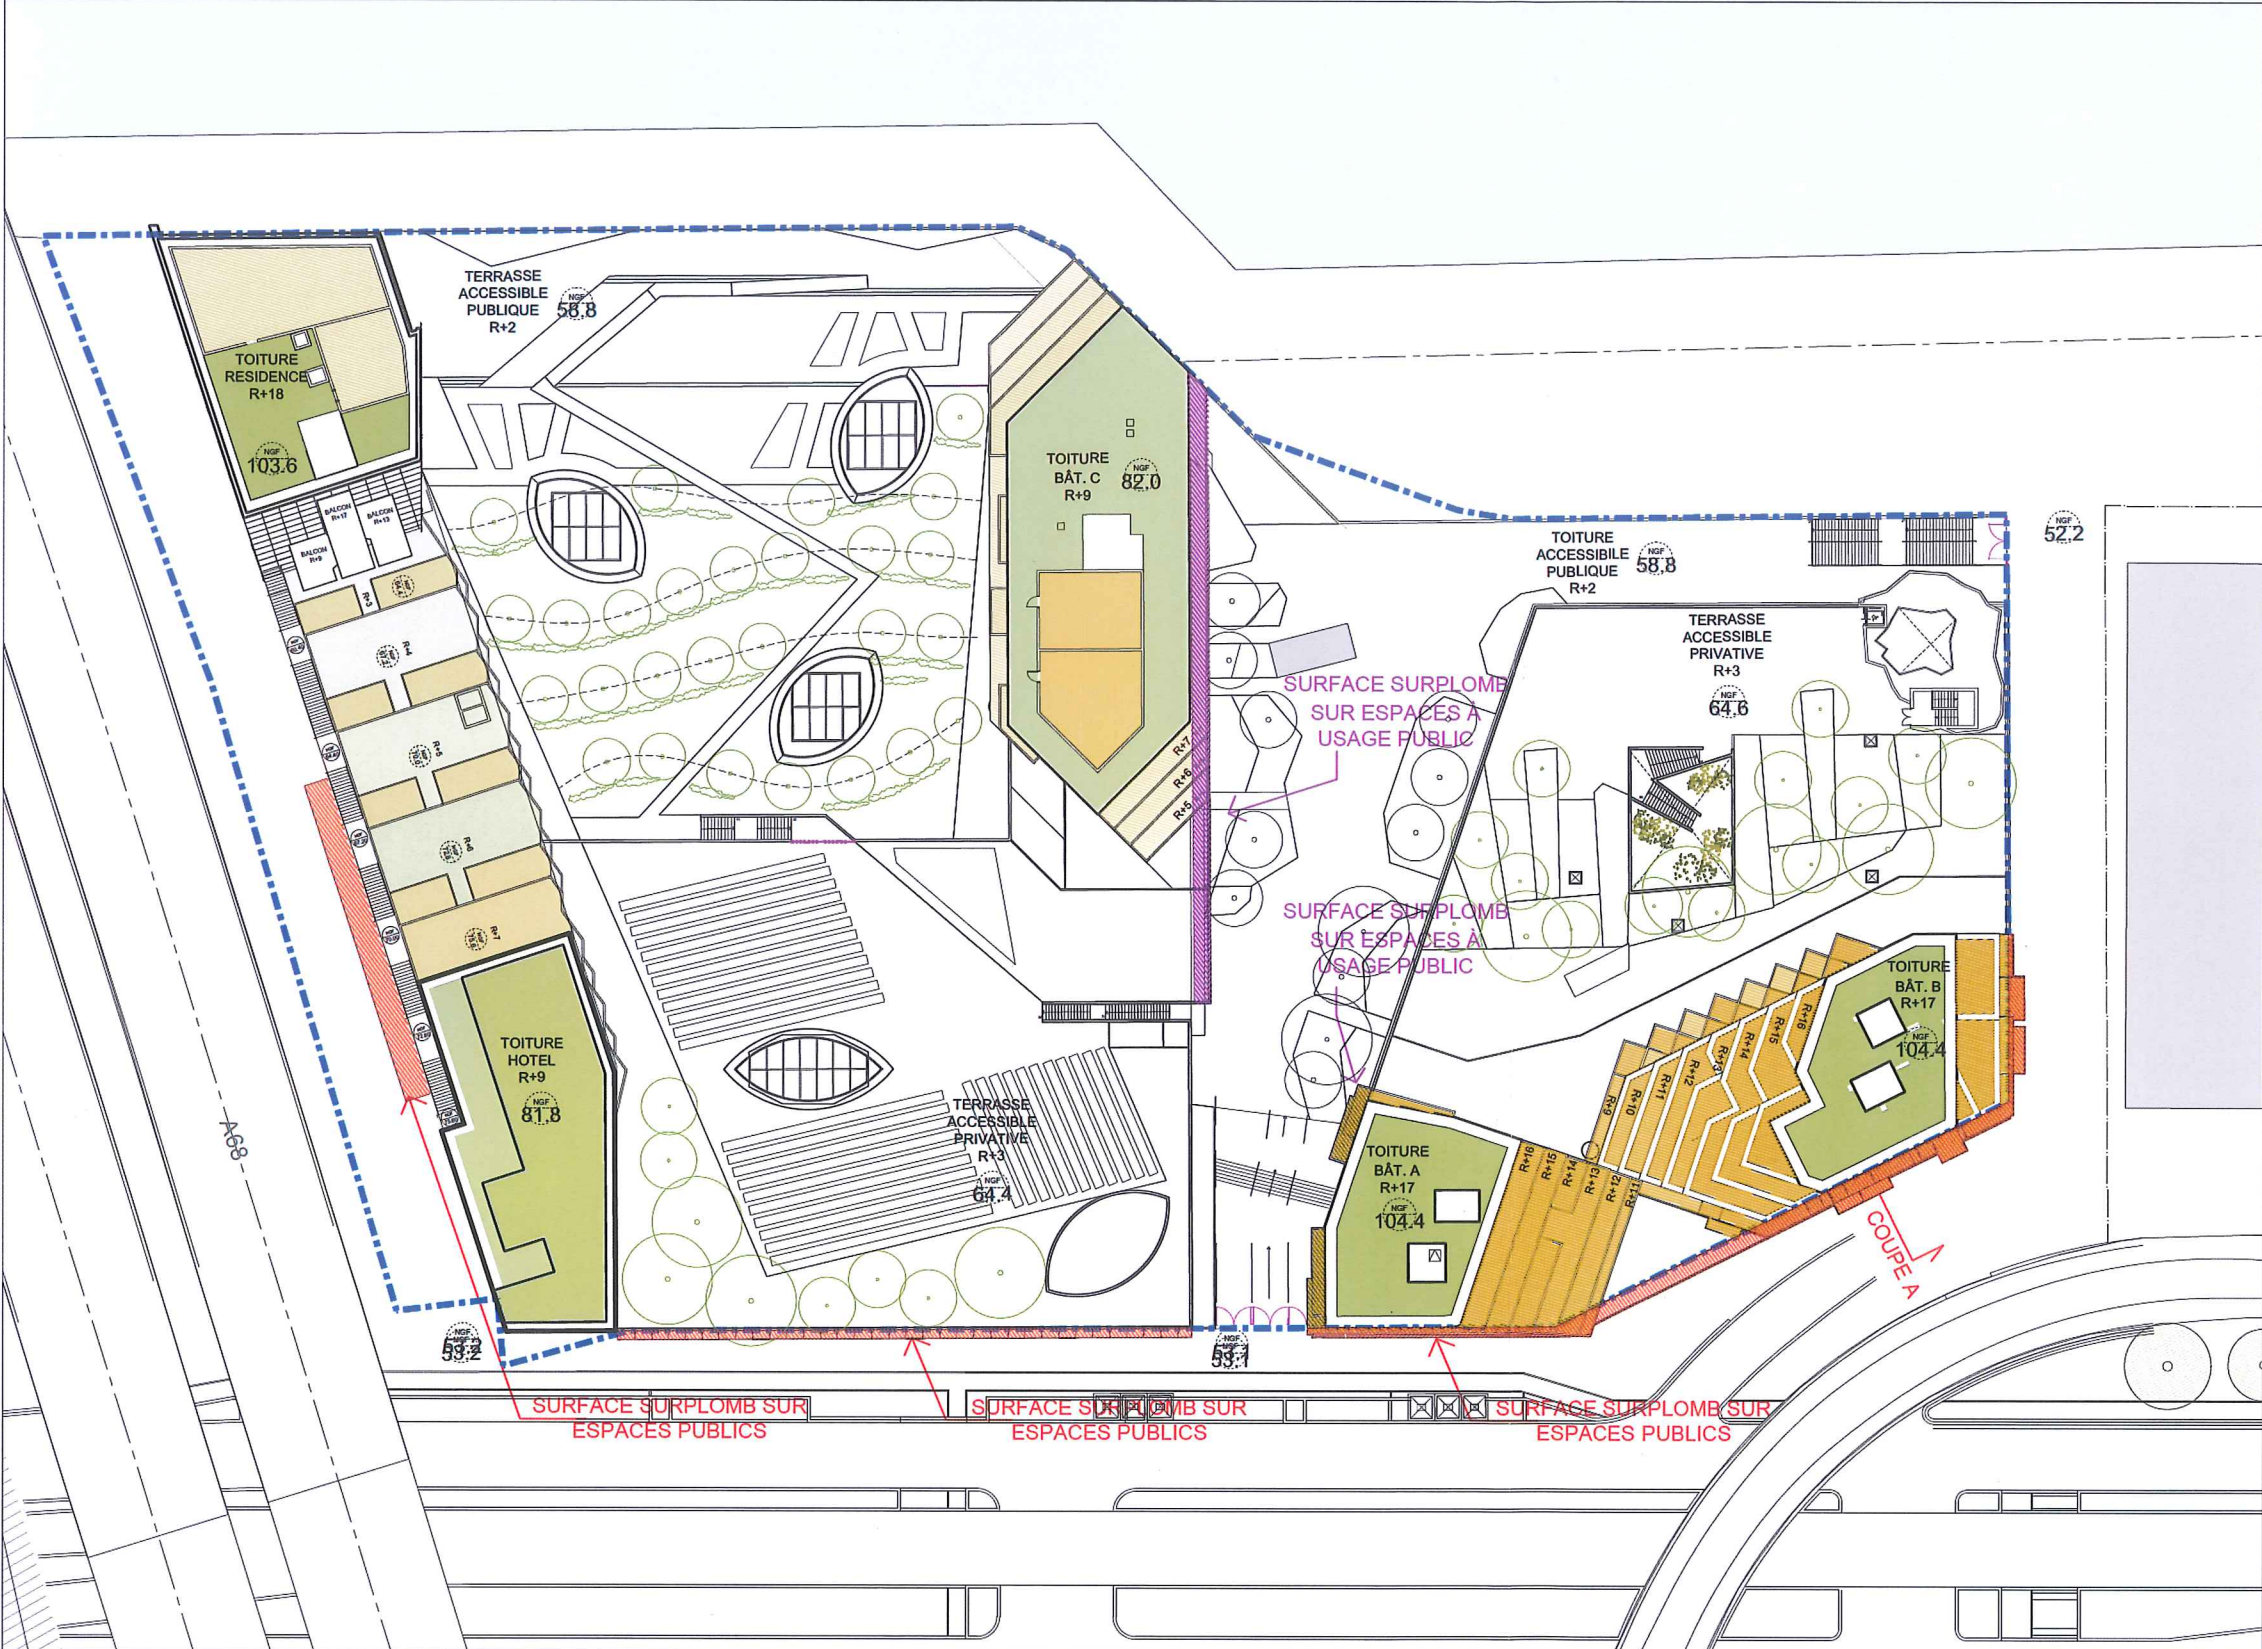 TERRASSE
ACCESSIBLE
PUBLIQUE
R+2
NGF
58.8
TOITURE
RESIDENCE
R+18
NGF
103.6
BALCON
R+17
BALCON
R+13
BALCON
R+9
R+3
R+4
R+5
R+6
R+7
TOITURE
HOTEL
R+9
NGF
81.8
A68
TOITURE
BÂT. C
R+9
NGF
82.0
R+7
R+6
R+5
SURFACE SURPLOMB
SUR ESPACES À
USAGE PUBLIC
SURFACE SURPLOMB
SUR ESPACES À
USAGE PUBLIC
TOITURE
ACCESSIBILE
PUBLIQUE
R+2
NGF
58.8
NGF
52.2
TERRASSE
ACCESSIBLE
PRIVATIVE
R+3
NGF
64.6
TERRASSE
ACCESSIBLE
PRIVATIVE
R+3
NGF
64.4
TOITURE
BÂT. B
R+17
NGF
104.4
R+16
R+15
R+14
R+13
R+12
R+11
R+10
R+9
TOITURE
BÂT. A
R+17
NGF
104.4
R+16
R+15
R+14
R+13
R+12
R+11
COUPE A
NGF
53.2
NGF
53.1
SURFACE SURPLOMB SUR
ESPACES PUBLICS
SURFACE SURPLOMB SUR
ESPACES PUBLICS
SURFACE SURPLOMB SUR
ESPACES PUBLICS